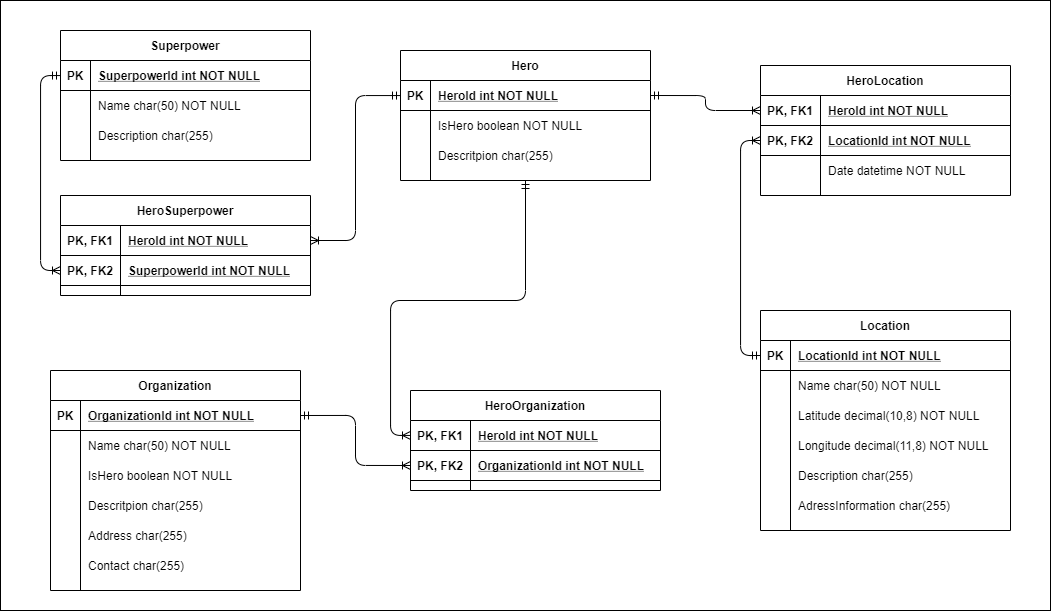 Superpower
PK SuperpowerId int NOT NULL
Name char(50) NOT NULL
Description char(255)
HeroSuperpower
PK, FK1 HeroId int NOT NULL
PK, FK2 SuperpowerId int NOT NULL
Hero
PK HeroId int NOT NULL
IsHero boolean NOT NULL
Descritpion char(255)
HeroLocation
PK, FK1 HeroId int NOT NULL
PK, FK2 LocationId int NOT NULL
Date datetime NOT NULL
Location
PK LocationId int NOT NULL
Name char(50) NOT NULL
Latitude decimal(10,8) NOT NULL
Longitude decimal(11,8) NOT NULL
Description char(255)
AdressInformation char(255)
Organization
PK OrganizationId int NOT NULL
Name char(50) NOT NULL
IsHero boolean NOT NULL
Descritpion char(255)
Address char(255)
Contact char(255)
HeroOrganization
PK, FK1 HeroId int NOT NULL
PK, FK2 OrganizationId int NOT NULL